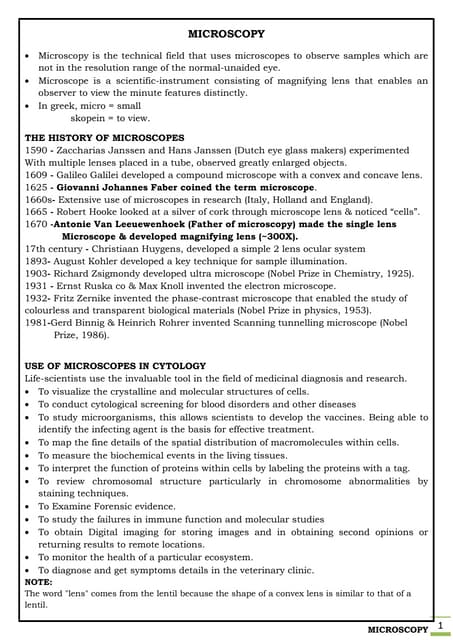 MICROSCOPY
• Microscopy is the technical field that uses microscopes to observe samples which are
not in the resolution range of the normal-unaided eye.
• Microscope is a scientific-instrument consisting of magnifying lens that enables an
observer to view the minute features distinctly.
• In greek, micro = small
skopein = to view.
THE HISTORY OF MICROSCOPES
1590 - Zaccharias Janssen and Hans Janssen (Dutch eye glass makers) experimented
With multiple lenses placed in a tube, observed greatly enlarged objects.
1609 - Galileo Galilei developed a compound microscope with a convex and concave lens.
1625 - Giovanni Johannes Faber coined the term microscope.
1660s- Extensive use of microscopes in research (Italy, Holland and England).
1665 - Robert Hooke looked at a silver of cork through microscope lens & noticed “cells”.
1670 -Antonie Van Leeuewenhoek (Father of microscopy) made the single lens
Microscope & developed magnifying lens (~300X).
17th century - Christiaan Huygens, developed a simple 2 lens ocular system
1893- August Kohler developed a key technique for sample illumination.
1903- Richard Zsigmondy developed ultra microscope (Nobel Prize in Chemistry, 1925).
1931 - Ernst Ruska co & Max Knoll invented the electron microscope.
1932- Fritz Zernike invented the phase-contrast microscope that enabled the study of
colourless and transparent biological materials (Nobel Prize in physics, 1953).
1981-Gerd Binnig & Heinrich Rohrer invented Scanning tunnelling microscope (Nobel
Prize, 1986).
USE OF MICROSCOPES IN CYTOLOGY
Life-scientists use the invaluable tool in the field of medicinal diagnosis and research.
• To visualize the crystalline and molecular structures of cells.
• To conduct cytological screening for blood disorders and other diseases
• To study microorganisms, this allows scientists to develop the vaccines. Being able to
identify the infecting agent is the basis for effective treatment.
• To map the fine details of the spatial distribution of macromolecules within cells.
• To measure the biochemical events in the living tissues.
• To interpret the function of proteins within cells by labeling the proteins with a tag.
• To review chromosomal structure particularly in chromosome abnormalities by
staining techniques.
• To Examine Forensic evidence.
• To study the failures in immune function and molecular studies
• To obtain Digital imaging for storing images and in obtaining second opinions or
returning results to remote locations.
• To monitor the health of a particular ecosystem.
• To diagnose and get symptoms details in the veterinary clinic.
NOTE:
The word "lens" comes from the lentil because the shape of a convex lens is similar to that of a
lentil.
MICROSCOPY 1